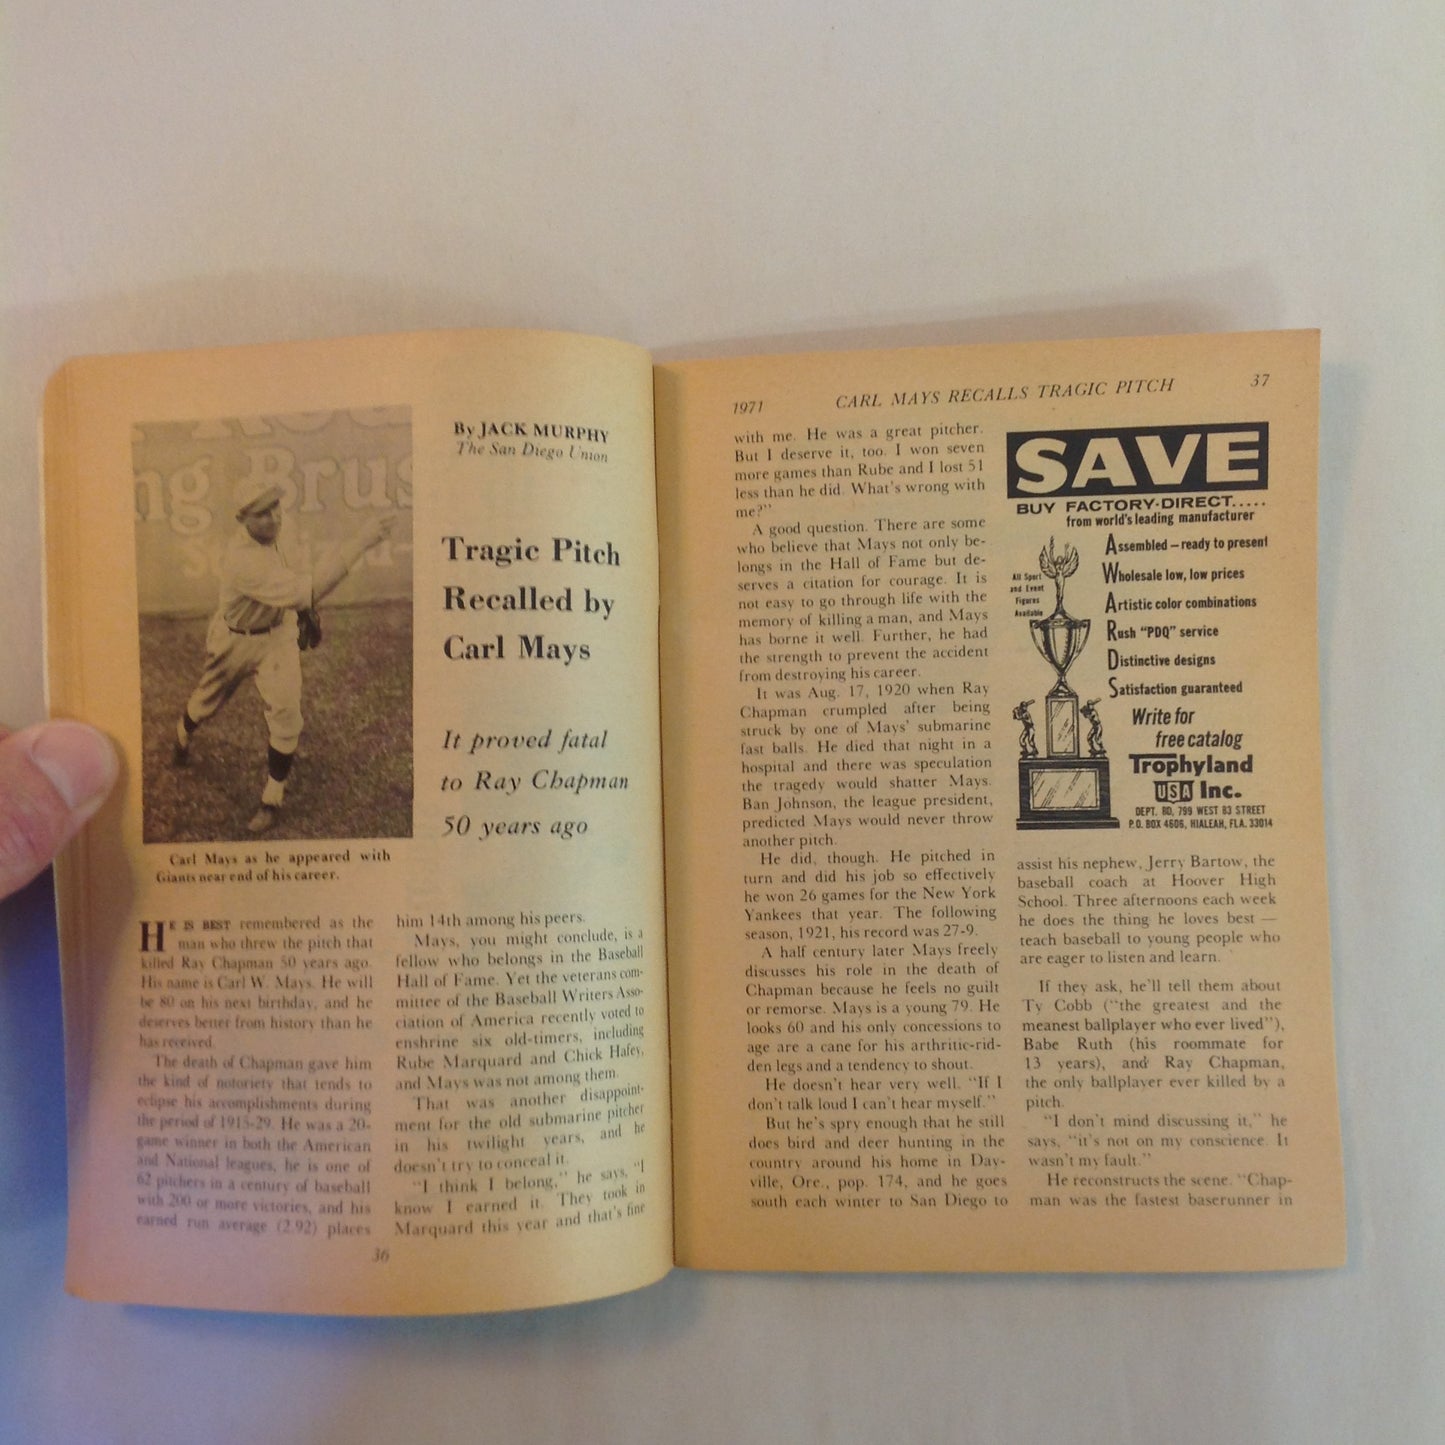 ng Brus
By JACK MURPHY
The San Diego Union
Tragic Pitch
Recalled by
Carl Mays
It proved fatal
to Ray Chapman
50 years ago
Carl Mays as he appeared with
Giants near end of his career.
HE IS BEST remembered as the
man who threw the pitch that
killed Ray Chapman 50 years ago.
His name is Carl W. Mays. He will
be 80 on his next birthday, and he
deserves better from history than he
has received.
The death of Chapman gave him
the kind of notoriety that tends to
eclipse his accomplishments during
the period of 1915-29. He was a 20-
game winner in both the American
and National leagues, he is one of
62 pitchers in a century of baseball
with 200 or more victories, and his
earned run average (2.92) places
him 14th among his peers.
Mays, you might conclude, is a
fellow who belongs in the Baseball
Hall of Fame. Yet the veterans com-
mittee of the Baseball Writers Asso-
ciation of America recently voted to
enshrine six old-timers, including
Rube Marquard and Chick Hafey,
and Mays was not among them.
That was another disappoint-
ment for the old submarine pitcher
in his twilight years, and he
doesn't try to conceal it.
"I think I belong," he says, "I
know I earned it. They took in
Marquard this year and that's fine
36
1971
CARL MAYS RECALLS TRAGIC PITCH
37
with me. He was a great pitcher.
But I deserve it, too. I won seven
more games than Rube and I lost 51
less than he did. What's wrong with
me?"
A good question. There are some
who believe that Mays not only be-
longs in the Hall of Fame but de-
serves a citation for courage. It is
not easy to go through life with the
memory of killing a man, and Mays
has borne it well. Further, he had
the strength to prevent the accident
from destroying his career.
It was Aug. 17, 1920 when Ray
Chapman crumpled after being
struck by one of Mays' submarine
fast balls. He died that night in a
hospital and there was speculation
the tragedy would shatter Mays.
Ban Johnson, the league president,
predicted Mays would never throw
another pitch.
He did, though. He pitched in
turn and did his job so effectively
he won 26 games for the New York
Yankees that year. The following
season, 1921, his record was 27-9.
A half century later Mays freely
discusses his role in the death of
Chapman because he feels no guilt
or remorse. Mays is a young 79. He
looks 60 and his only concessions to
age are a cane for his arthritic-rid-
den legs and a tendency to shout.
He doesn't hear very well. "If I
don't talk loud I can't hear myself."
But he's spry enough that he still
does bird and deer hunting in the
country around his home in Day-
ville, Ore., pop. 174, and he goes
south each winter to San Diego to
SAVE
BUY FACTORY-DIRECT.....
from world's leading manufacturer
All Sport
and Event
Figures
Available
Assembled – ready to present
Wholesale low, low prices
Artistic color combinations
Rush "PDQ" service
Distinctive designs
Satisfaction guaranteed
Write for
free catalog
Trophyland
USA Inc.
DEPT. BD, 799 WEST 83 STREET
P.O. BOX 4606, HIALEAH, FLA. 33014
assist his nephew, Jerry Bartow, the
baseball coach at Hoover High
School. Three afternoons each week
he does the thing he loves best —
teach baseball to young people who
are eager to listen and learn.
If they ask, he'll tell them about
Ty Cobb ("the greatest and the
meanest ballplayer who ever lived"),
Babe Ruth (his roommate for
13 years), and Ray Chapman,
the only ballplayer ever killed by a
pitch.
"I don't mind discussing it," he
says, "it's not on my conscience. It
wasn't my fault."
He reconstructs the scene. "Chap-
man was the fastest baserunner in